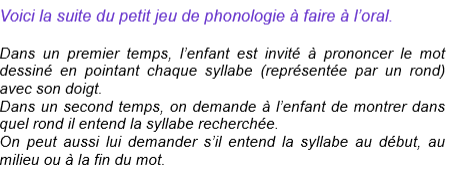 Voici la suite du petit jeu de phonologie à faire à l'oral.
Dans un premier temps, l'enfant est invité à prononcer le mot
dessiné en pointant chaque syllabe (représentée par un rond)
avec son doigt.
Dans un second temps, on demande à l'enfant de montrer dans
quel rond il entend la syllabe recherchée.
On peut aussi lui demander s'il entend la syllabe au début, au
milieu ou à la fin du mot.